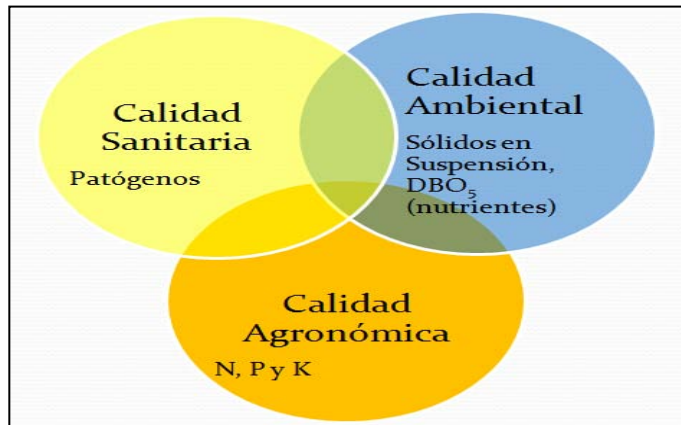 Calidad
Sanitaria
Patógenos
Calidad
Ambiental
Sólidos en
Suspensión,
DBO₅
(nutrientes)
Calidad
Agronómica
N, P y K